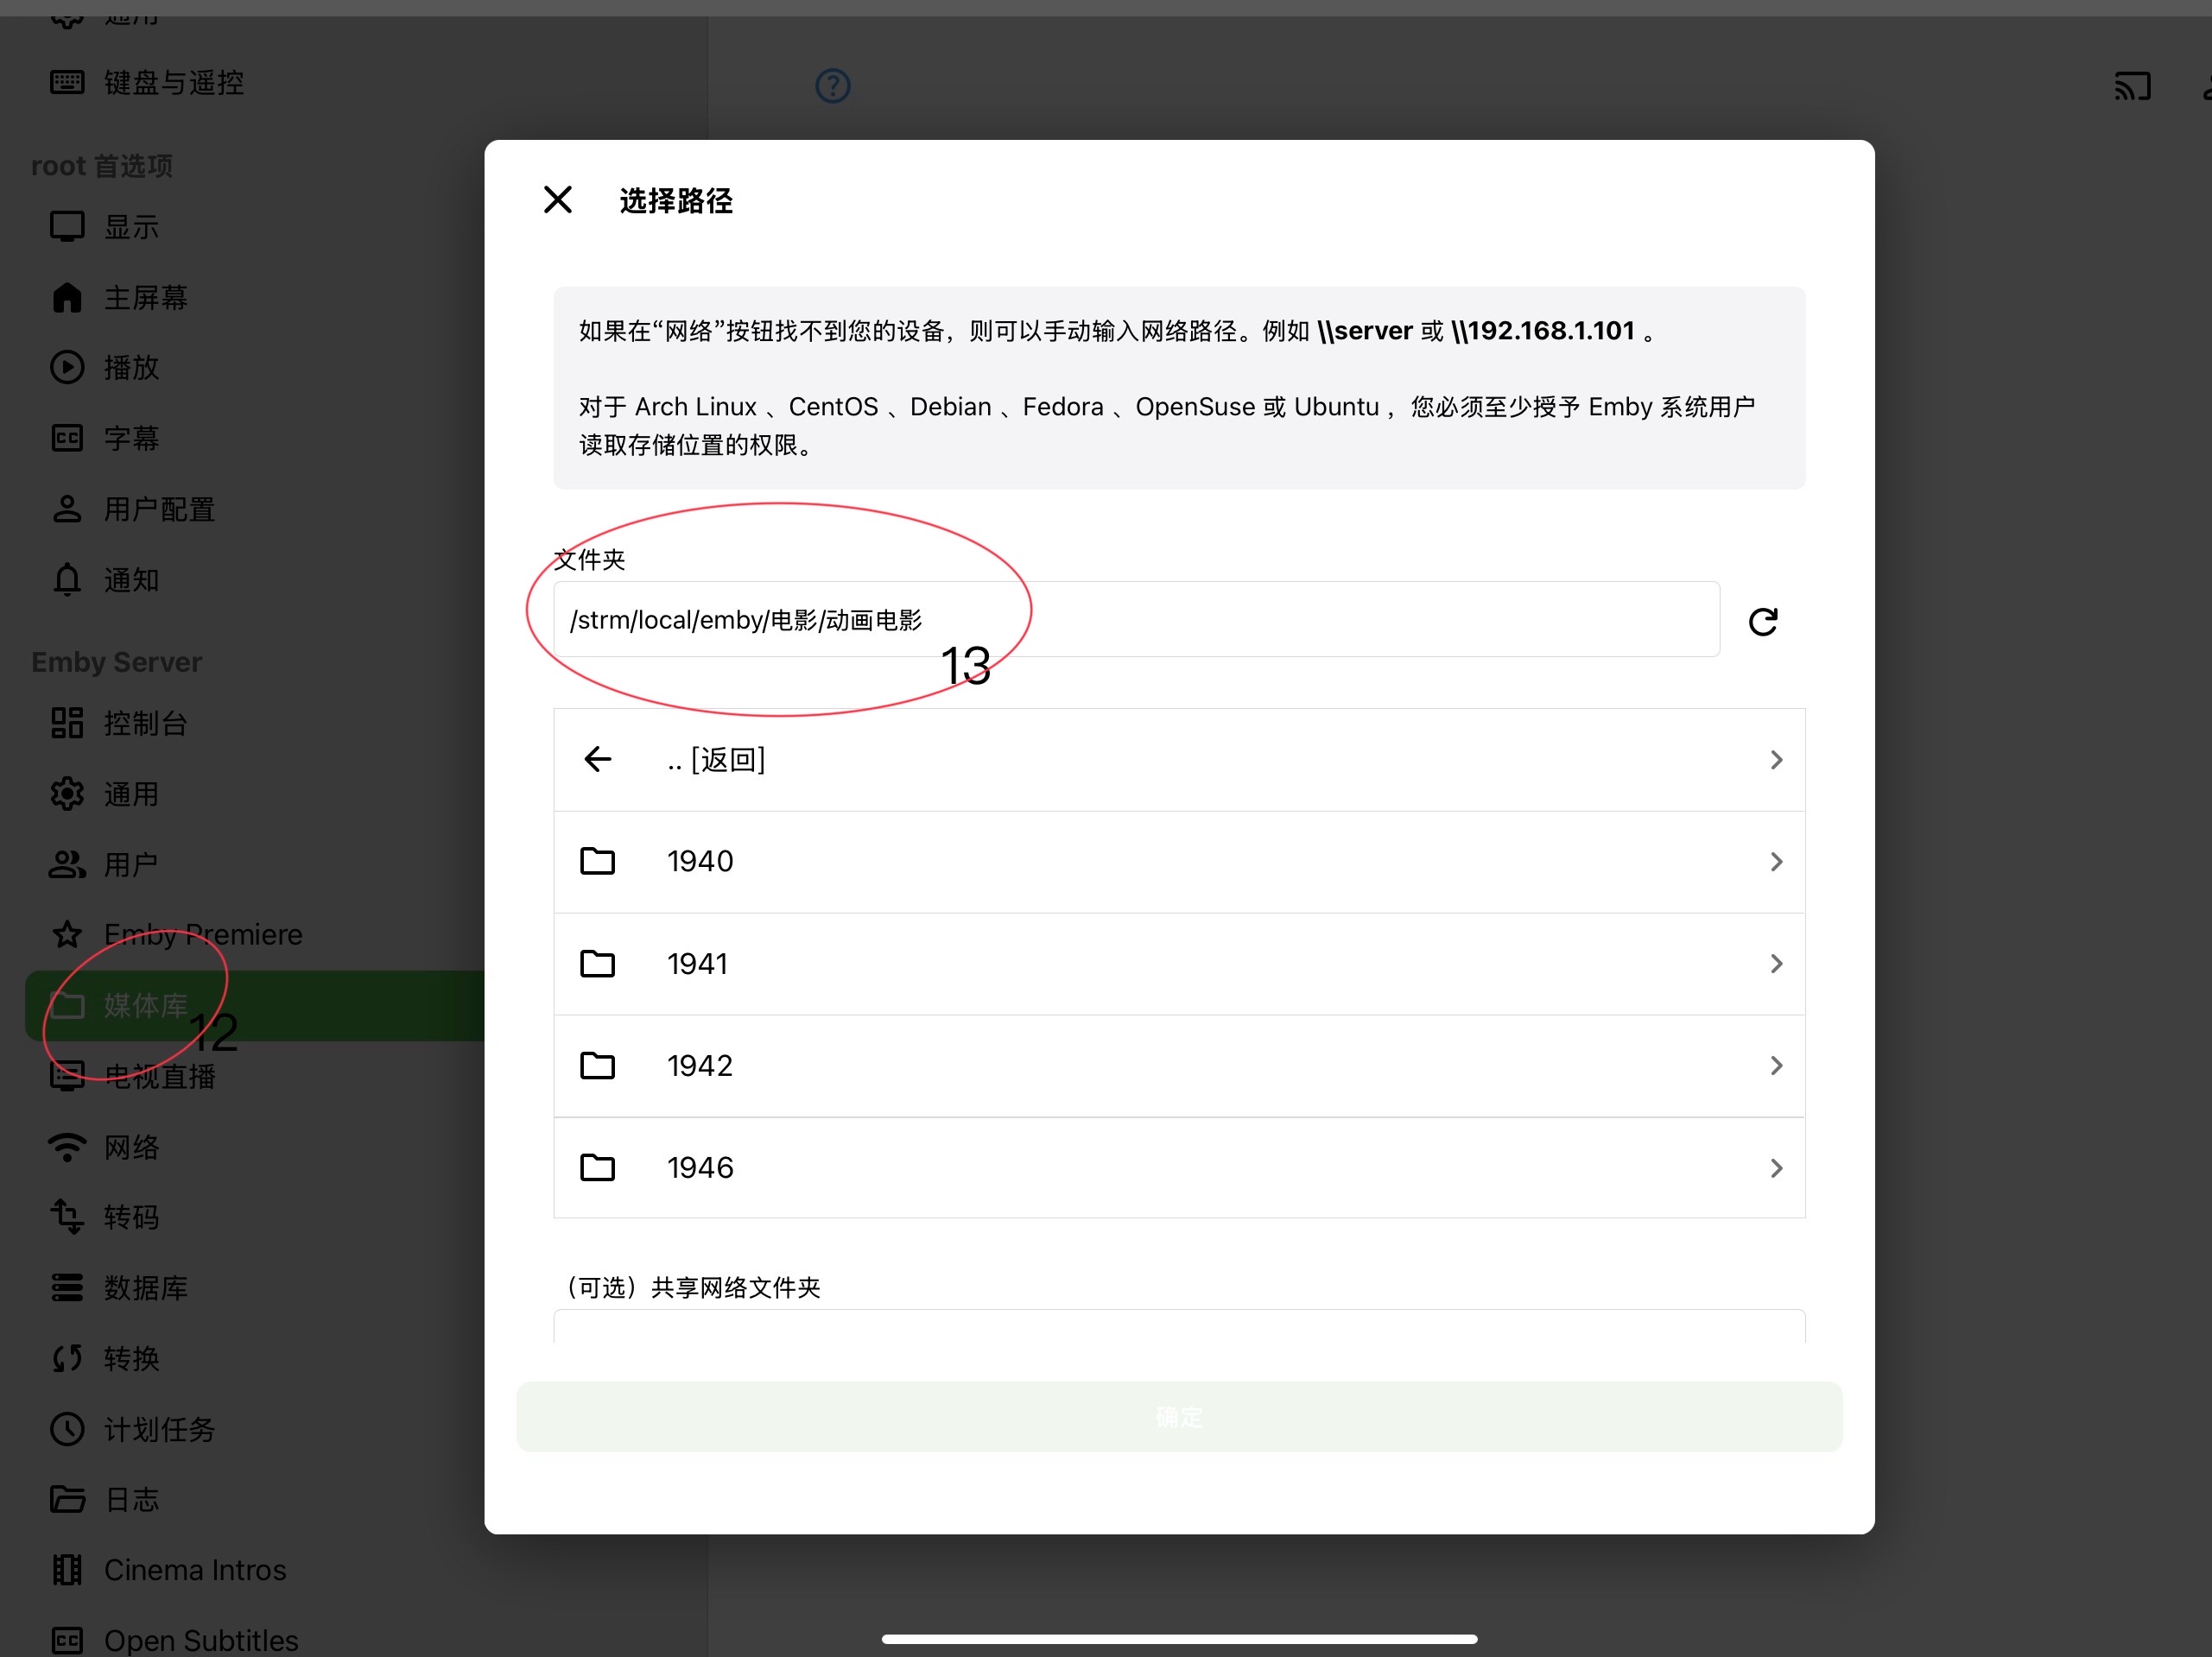 通用
键盘与遥控
root 首选项
显示
主屏幕
播放
字幕
用户配置
通知
Emby Server
控制台
通用
用户
Emby Premiere
媒体库
12
电视直播
网络
转码
数据库
转换
计划任务
日志
Cinema Intros
Open Subtitles
选择路径
如果在“网络”按钮找不到您的设备，则可以手动输入网络路径。例如 \\server 或 \\192.168.1.101 。
对于 Arch Linux 、CentOS 、Debian 、Fedora 、OpenSuse 或 Ubuntu ，您必须至少授予 Emby 系统用户
读取存储位置的权限。
文件夹
/strm/local/emby/电影/动画电影
13
.. [返回]
1940
1941
1942
1946
（可选）共享网络文件夹
确定